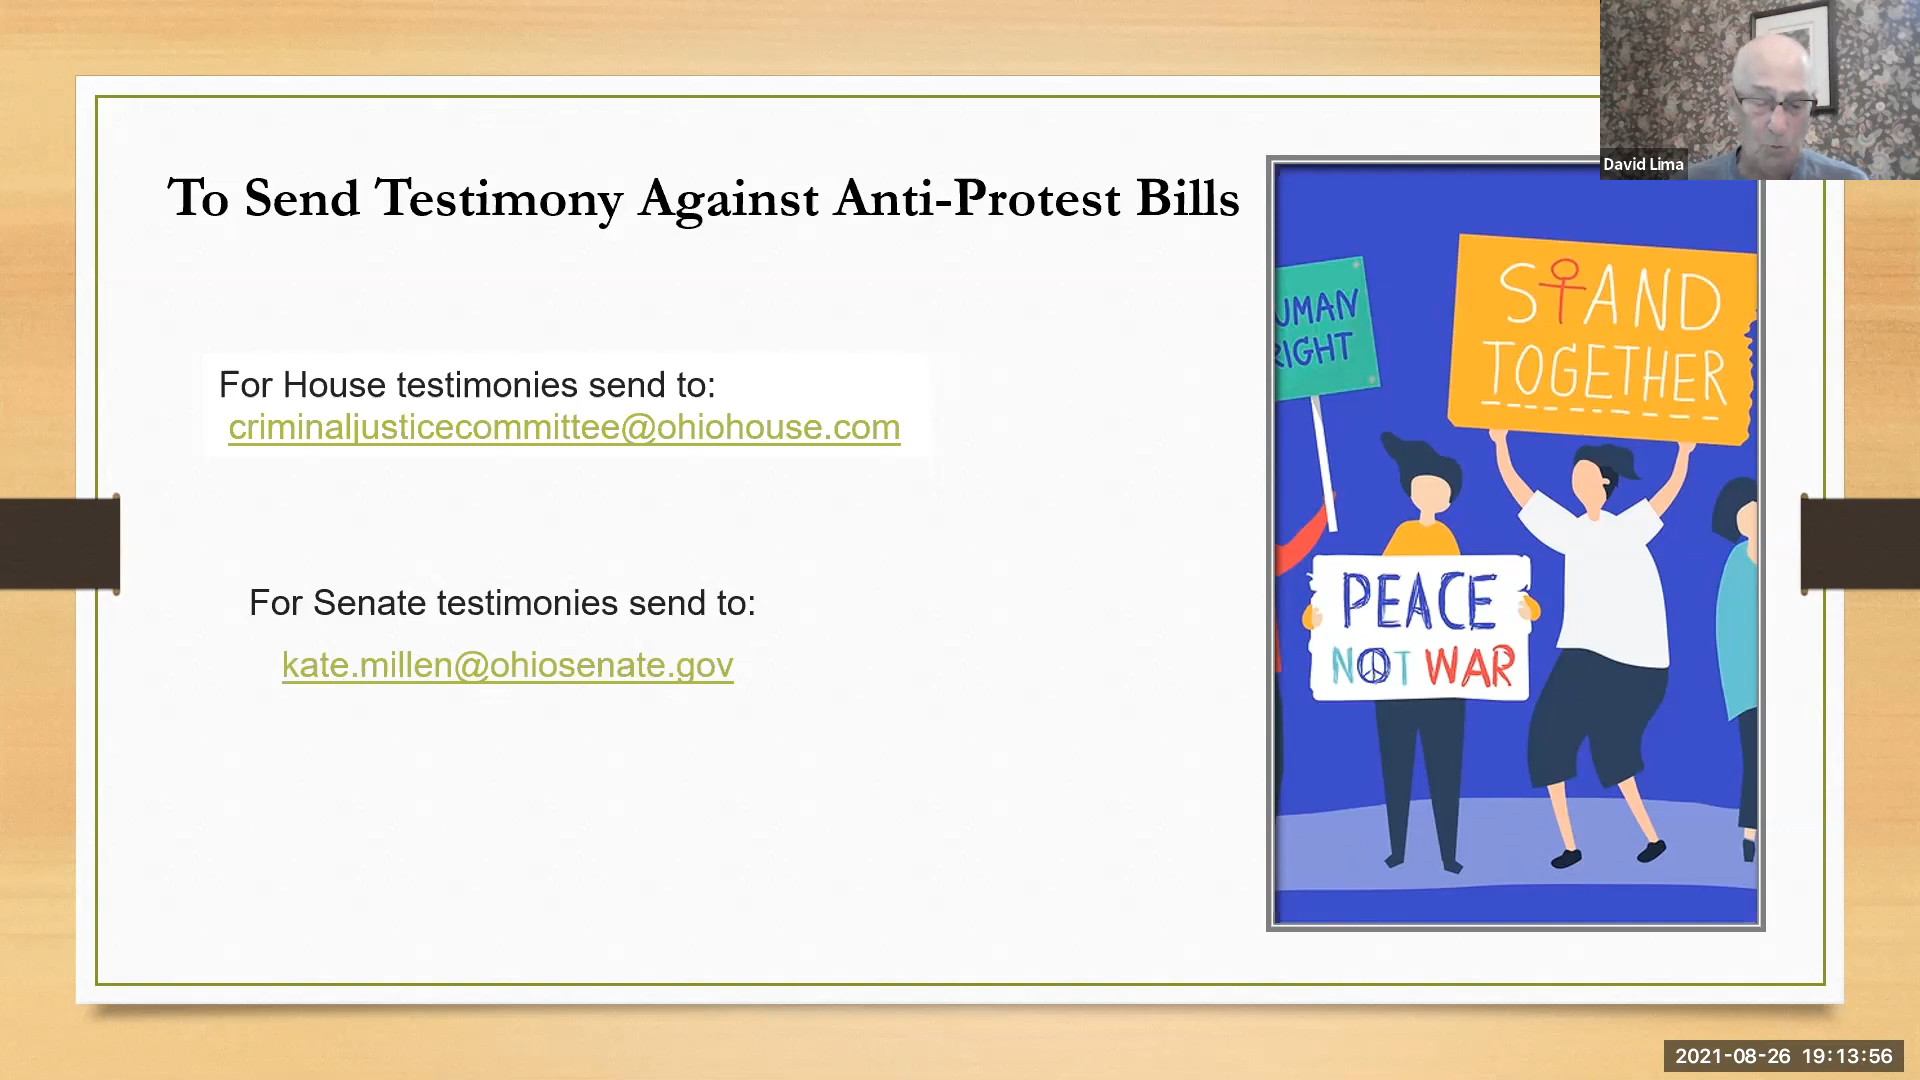 David Lima
To Send Testimony Against Anti-Protest Bills
For House testimonies send to:
criminaljusticecommittee@ohiohouse.com
For Senate testimonies send to:
kate.millen@ohiosenate.gov
UMAN
RIGHT
STAND
TOGETHER
PEACE
NOT WAR
2021-08-26 19:13:56